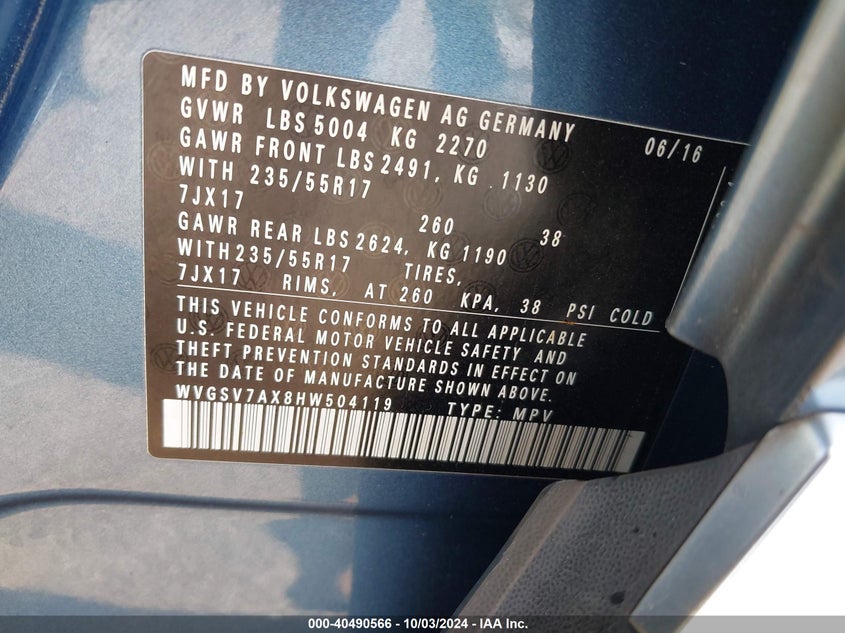 MFD BY VOLKSWAGEN AG GERMANY
GVWR LBS 5004 KG 2270 06/16
GAWR FRONT LBS 2491, KG .1130
WITH 235/55R17
7JX17 260 38
GAWR REAR LBS 2624, KG 1190
WITH 235/55R17 TIRES,
7JX17 RIMS, AT 260 KPA, 38 PSI COLD
THIS VEHICLE CONFORMS TO ALL APPLICABLE
U.S. FEDERAL MOTOR VEHICLE SAFETY AND
THEFT PREVENTION STANDARDS IN EFFECT ON
THE DATE OF MANUFACTURE SHOWN ABOVE.
WVGSV7AX8HW504119 TYPE: MPV
000-40490566 - 10/03/2024 - IAA Inc.